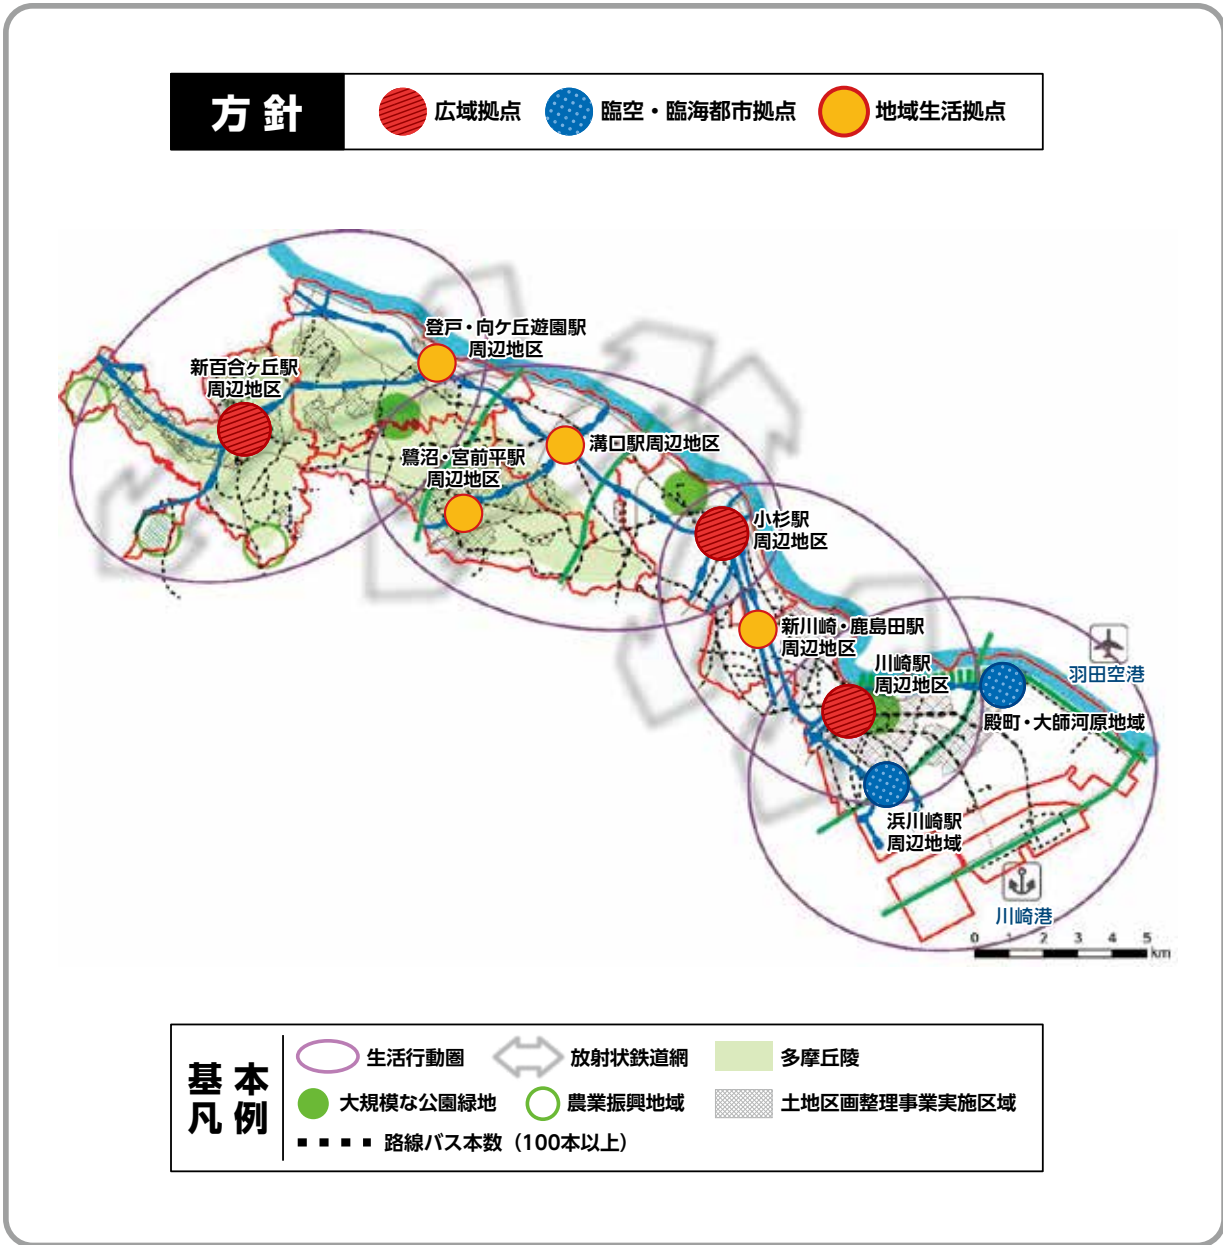 方針
広域拠点
臨空・臨海都市拠点
地域生活拠点
登戸・向ケ丘遊園駅
周辺地区
新百合ヶ丘駅
周辺地区
溝口駅周辺地区
鷺沼・宮前平駅
周辺地区
小杉駅
周辺地区
新川崎・鹿島田駅
周辺地区
川崎駅
周辺地区
羽田空港
殿町・大師河原地域
浜川崎駅
周辺地域
川崎港
0 1 2 3 4 5
km
基本
凡例
生活行動圏
放射状鉄道網
多摩丘陵
大規模な公園緑地
農業振興地域
土地区画整理事業実施区域
路線バス本数（100本以上）